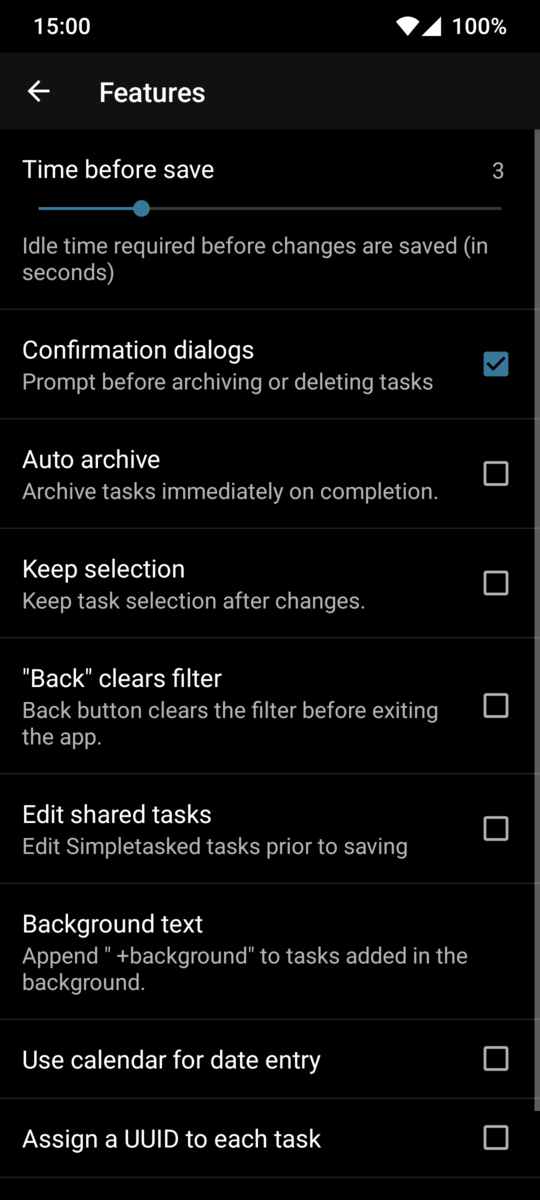 15:00 100%
Features
Time before save 3
Idle time required before changes are saved (in
seconds)
Confirmation dialogs
Prompt before archiving or deleting tasks
Auto archive
Archive tasks immediately on completion.
Keep selection
Keep task selection after changes.
"Back" clears filter
Back button clears the filter before exiting
the app.
Edit shared tasks
Edit Simpletasked tasks prior to saving
Background text
Append " +background" to tasks added in the
background.
Use calendar for date entry
Assign a UUID to each task